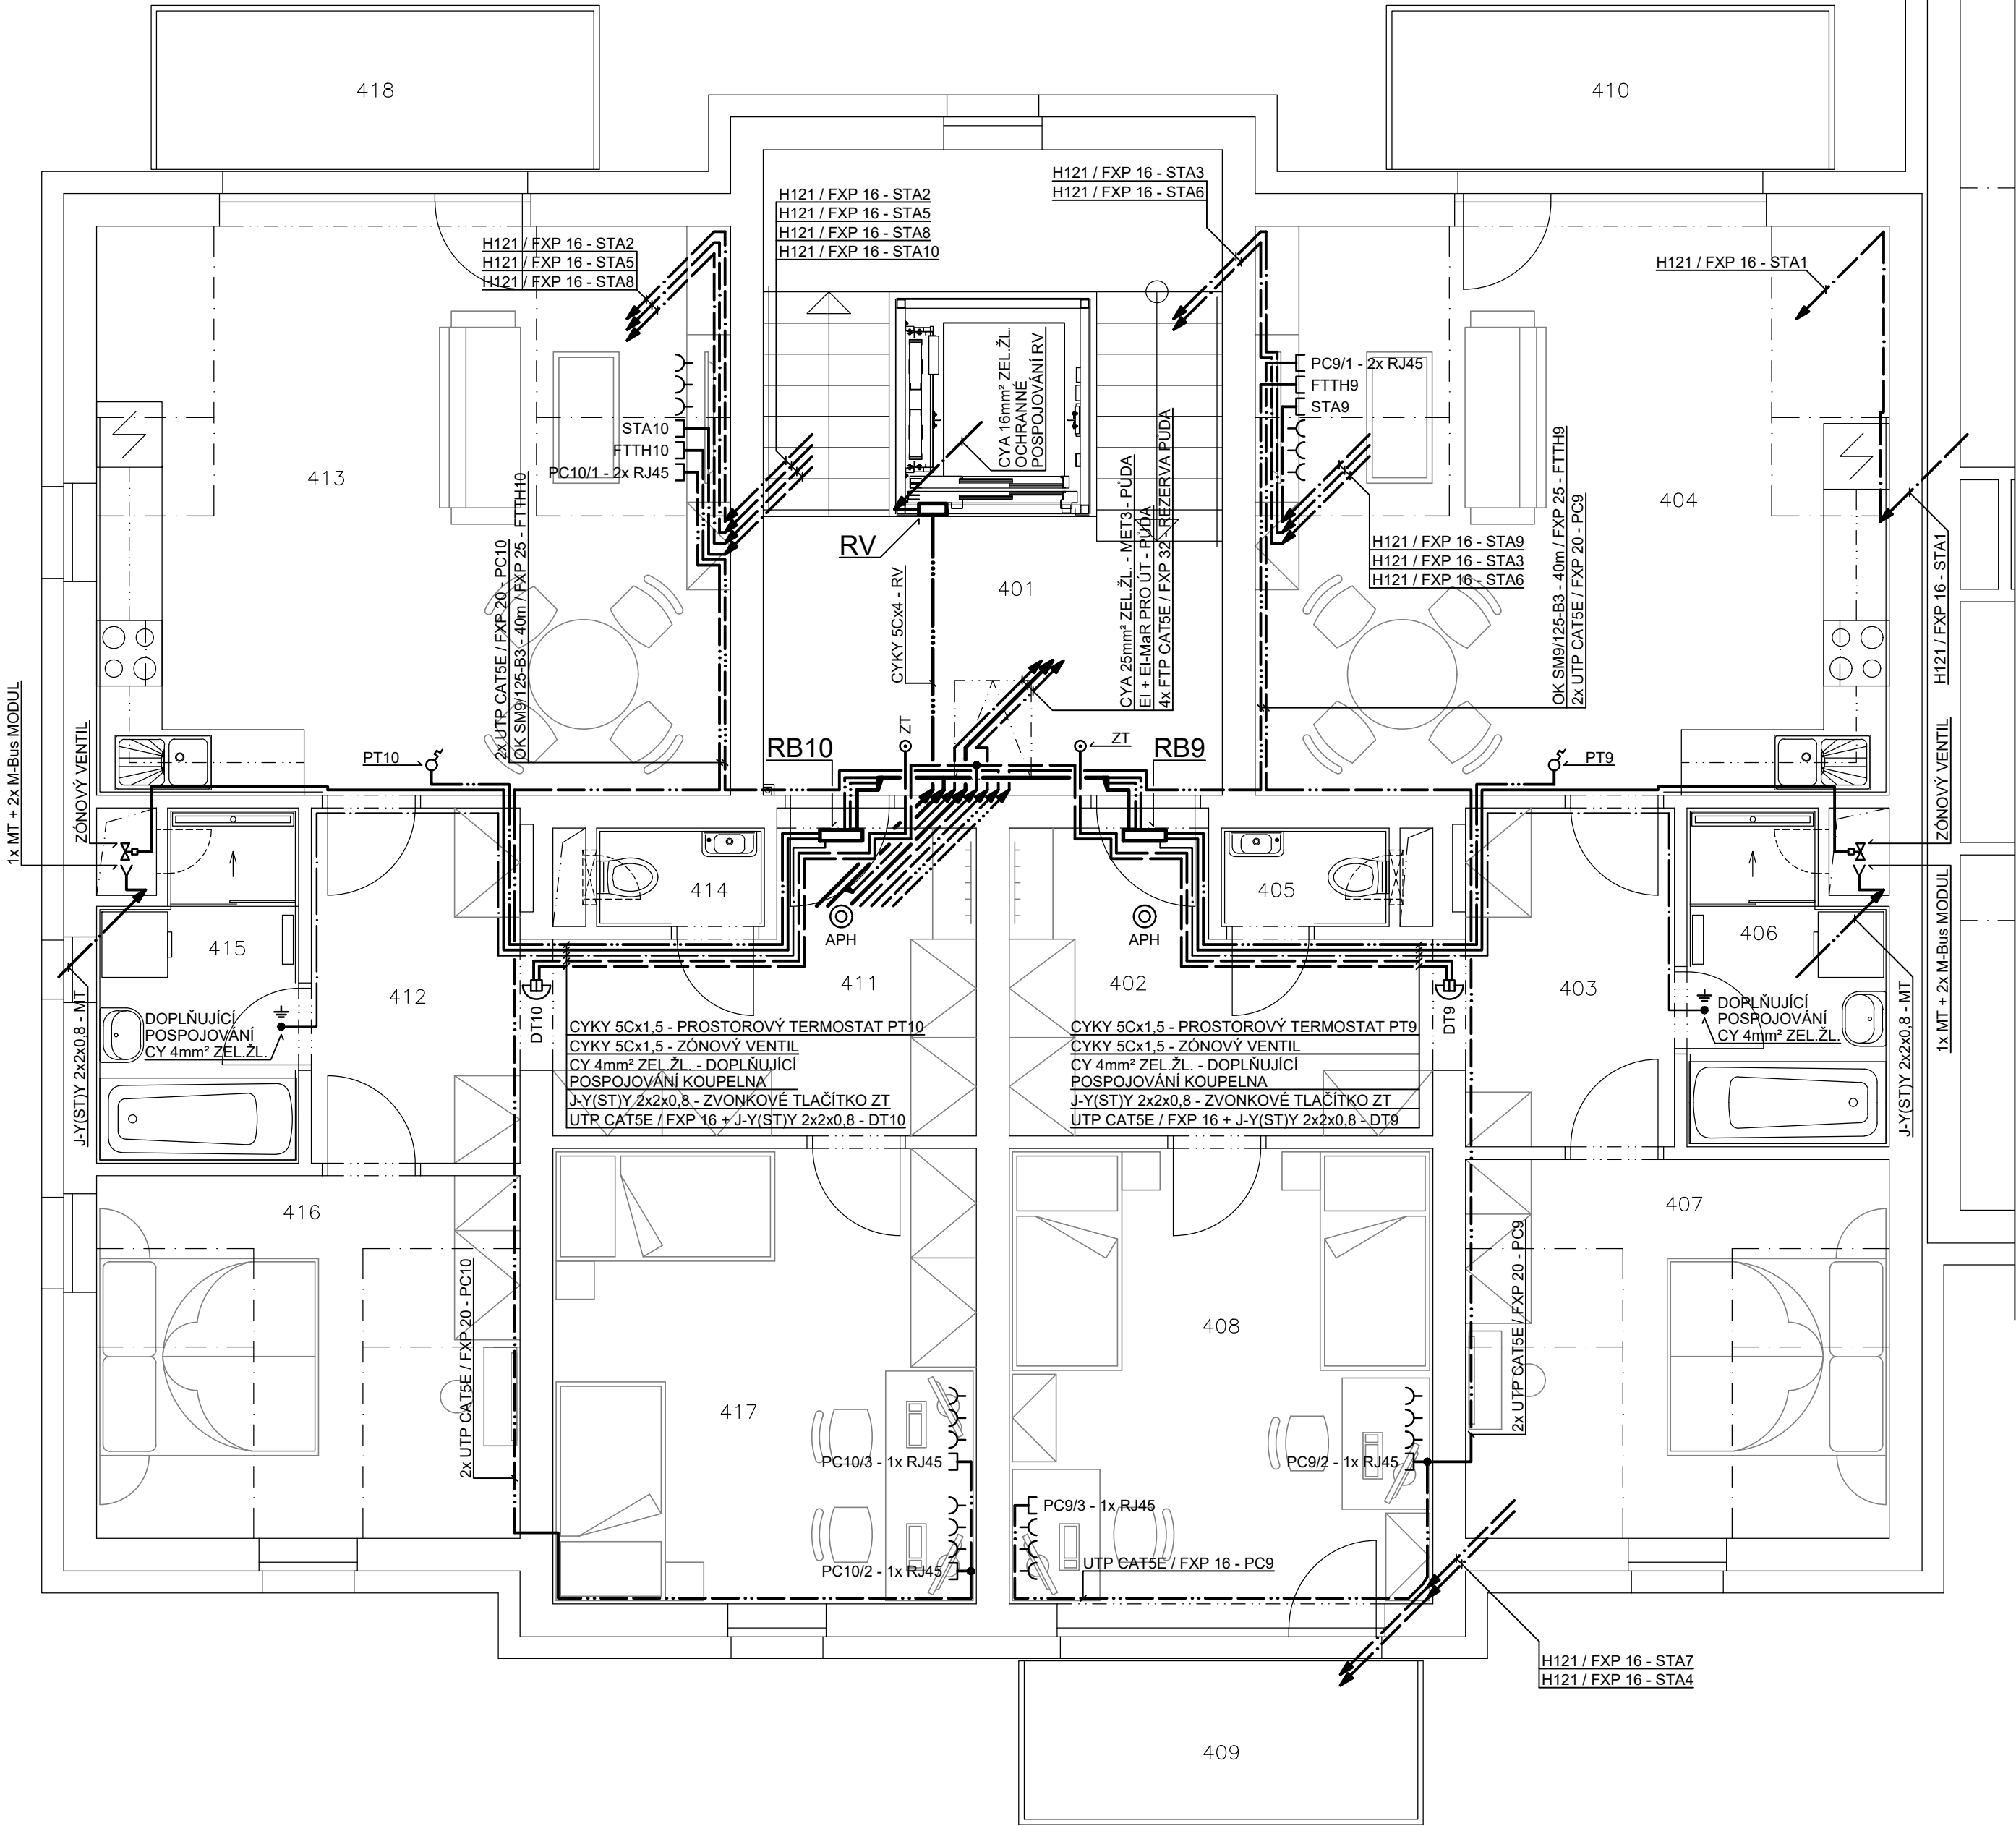 418
410
H121 / FXP 16 - STA2
H121 / FXP 16 - STA5
H121 / FXP 16 - STA8
H121 / FXP 16 - STA10
H121 / FXP 16 - STA3
H121 / FXP 16 - STA6
H121 / FXP 16 - STA2
H121 / FXP 16 - STA5
H121 / FXP 16 - STA8
H121 / FXP 16 - STA1
CYA 16mm² ZEL.ŽL.
OCHRANNÉ
POSPOJOVÁNÍ RV
PC9/1 - 2x RJ45
FTTH9
STA9
STA10
FTTH10
PC10/1 - 2x RJ45
413
404
RV
401
H121 / FXP 16 - STA9
H121 / FXP 16 - STA3
H121 / FXP 16 - STA6
2x UTP CAT5E / FXP 20 - PC10
OK SM9/125-B3 - 40m / FXP 25 - FTTH10
CYKY 5Cx4 - RV
CYA 25mm² ZEL.ŽL. - MET3 - PŮDA
EI + EI-MaR PRO ÚT - PŮDA
4x FTP CAT5E / FXP 32 - REZERVA PŮDA
OK SM9/125-B3 - 40m / FXP 25 - FTTH9
2x UTP CAT5E / FXP 20 - PC9
H121 / FXP 16 - STA1
1x MT + 2x M-Bus MODUL
ZÓNOVÝ VENTIL
PT10
RB10
ZT
ZT
RB9
PT9
ZÓNOVÝ VENTIL
1x MT + 2x M-Bus MODUL
414
405
APH
APH
415
406
412
411
402
403
J-Y(ST)Y 2x2x0,8 - MT
DOPLŇUJÍCÍ
POSPOJOVÁNÍ
CY 4mm² ZEL.ŽL.
DT10
CYKY 5Cx1,5 - PROSTOROVÝ TERMOSTAT PT10
CYKY 5Cx1,5 - ZÓNOVÝ VENTIL
CY 4mm² ZEL.ŽL. - DOPLŇUJÍCÍ
POSPOJOVÁNÍ KOUPELNA
J-Y(ST)Y 2x2x0,8 - ZVONKOVÉ TLAČÍTKO ZT
UTP CAT5E / FXP 16 + J-Y(ST)Y 2x2x0,8 - DT10
CYKY 5Cx1,5 - PROSTOROVÝ TERMOSTAT PT9
CYKY 5Cx1,5 - ZÓNOVÝ VENTIL
CY 4mm² ZEL.ŽL. - DOPLŇUJÍCÍ
POSPOJOVÁNÍ KOUPELNA
J-Y(ST)Y 2x2x0,8 - ZVONKOVÉ TLAČÍTKO ZT
UTP CAT5E / FXP 16 + J-Y(ST)Y 2x2x0,8 - DT9
DT9
DOPLŇUJÍCÍ
POSPOJOVÁNÍ
CY 4mm² ZEL.ŽL.
J-Y(ST)Y 2x2x0,8 - MT
416
407
2x UTP CAT5E / FXP 20 - PC10
2x UTP CAT5E / FXP 20 - PC9
408
417
PC10/3 - 1x RJ45
PC9/2 - 1x RJ45
PC9/3 - 1x RJ45
PC10/2 - 1x RJ45
UTP CAT5E / FXP 16 - PC9
H121 / FXP 16 - STA7
H121 / FXP 16 - STA4
409